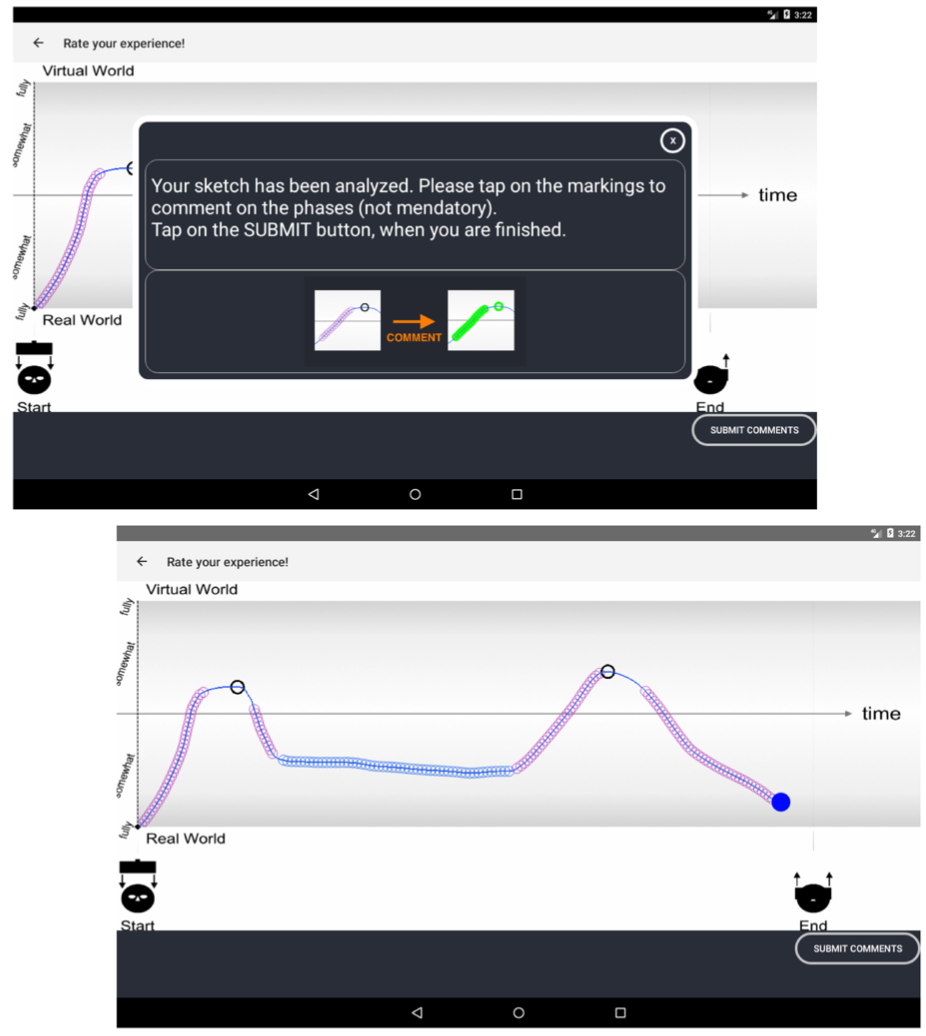 3:22
Rate your experience!
Virtual World
fully
somewhat
X
Your sketch has been analyzed. Please tap on the markings to
comment on the phases (not mendatory).
Tap on the SUBMIT button, when you are finished.
time
somewhat
COMMENT
fully
Real World
Start
End
SUBMIT COMMENTS
3:22
Rate your experience!
Virtual World
fully
somewhat
time
somewhat
fully
Real World
Start
End
SUBMIT COMMENTS